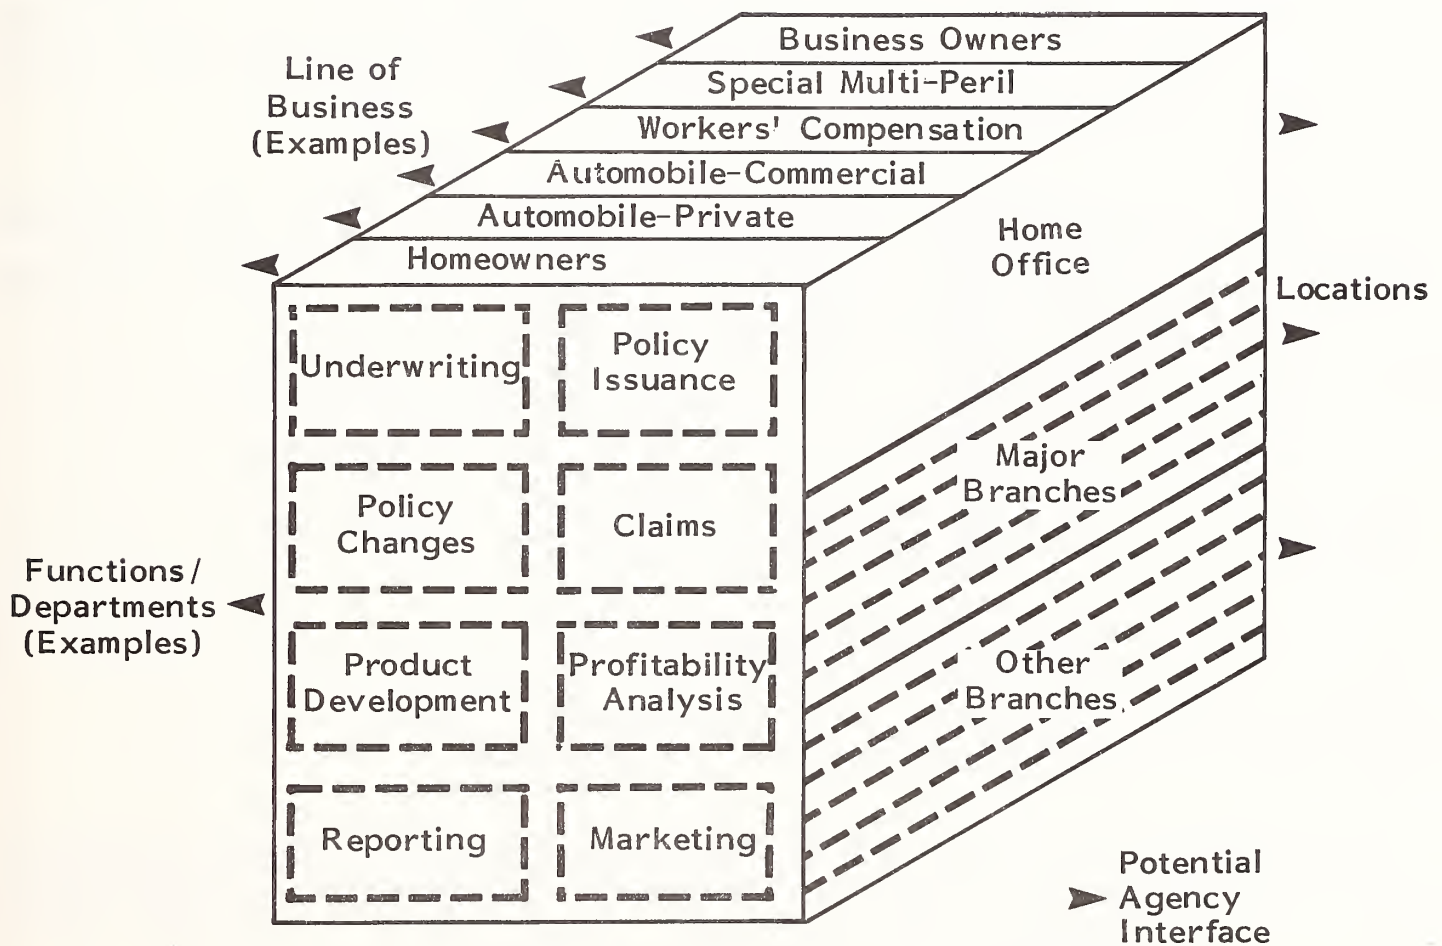 Line of
Business
(Examples)
Business Owners
Special Multi-Peril
Workers' Compensation
Automobile-Commercial
Automobile-Private
Homeowners
Home
Office
Locations
Major
Branches
Other
Branches
Functions/
Departments
(Examples)
Underwriting
Policy
Issuance
Policy
Changes
Claims
Product
Development
Profitability
Analysis
Reporting
Marketing
Potential
Agency
Interface